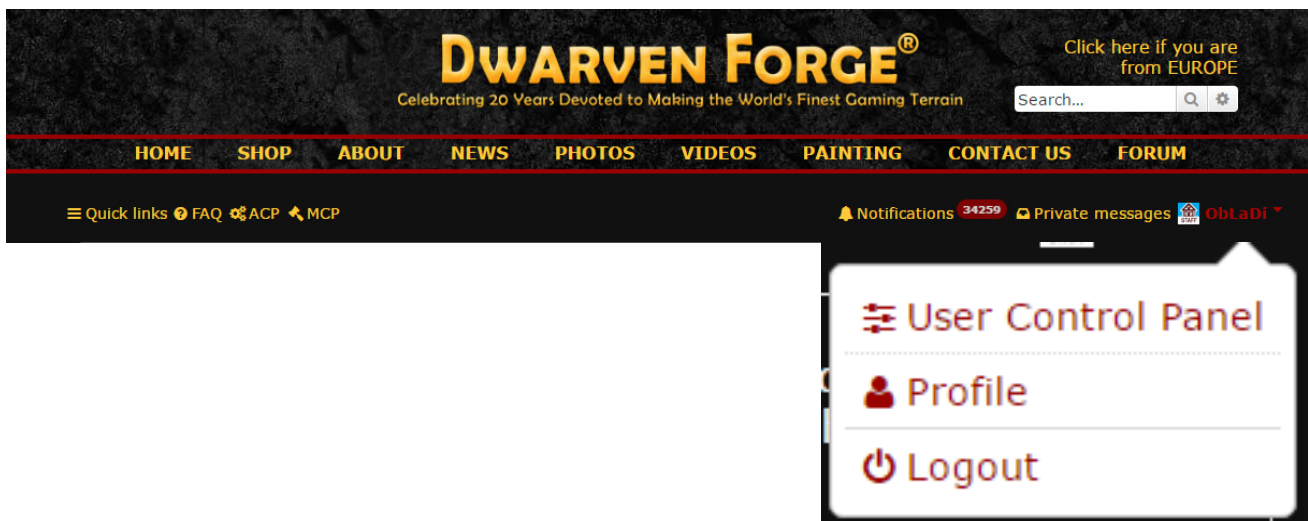 DWARVEN FORGE®
Celebrating 20 Years Devoted to Making the World's Finest Gaming Terrain
Click here if you are
from EUROPE
Search...
HOME SHOP ABOUT NEWS PHOTOS VIDEOS PAINTING CONTACT US FORUM
Quick links FAQ ACP MCP
Notifications 34259 Private messages STAFF ObLaDi
User Control Panel
Profile
Logout